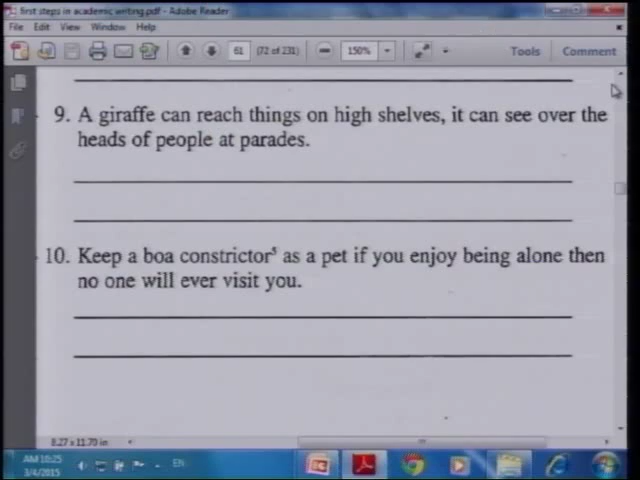 first steps in academic writing.pdf - Adobe Reader
File Edit View Window Help
61 (72 of 231) 150% Tools Comment
9. A giraffe can reach things on high shelves, it can see over the
heads of people at parades.
10. Keep a boa constrictor⁵ as a pet if you enjoy being alone then
no one will ever visit you.
8.27 x 11.70 in
AM 10:25
3/4/2015
EN